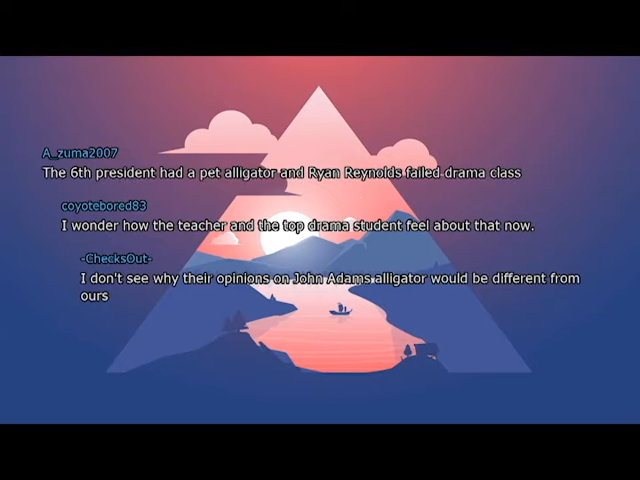 A_zuma2007
The 6th president had a pet alligator and Ryan Reynolds failed drama class
coyotebored83
I wonder how the teacher and the top drama student feel about that now.
-ChecksOut-
I don't see why their opinions on John Adams alligator would be different from
ours